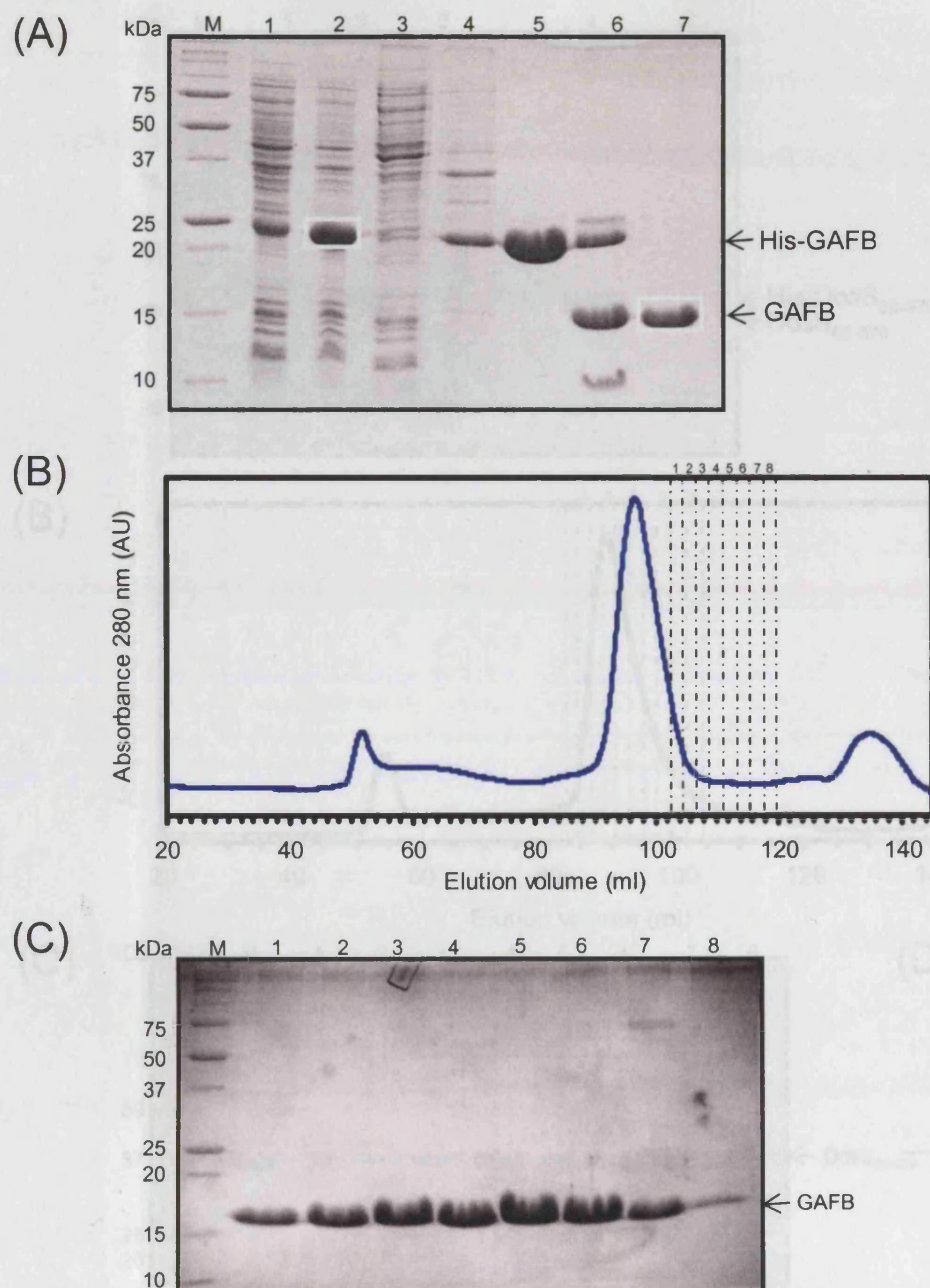 (A)
kDa M 1 2 3 4 5 6 7
75
50
37
25
20
15
10
His-GAFB
GAFB
(B)
1 2 3 4 5 6 7 8
Absorbance 280 nm (AU)
20 40 60 80 100 120 140
Elution volume (ml)
(C)
kDa M 1 2 3 4 5 6 7 8
75
50
37
25
20
15
10
GAFB